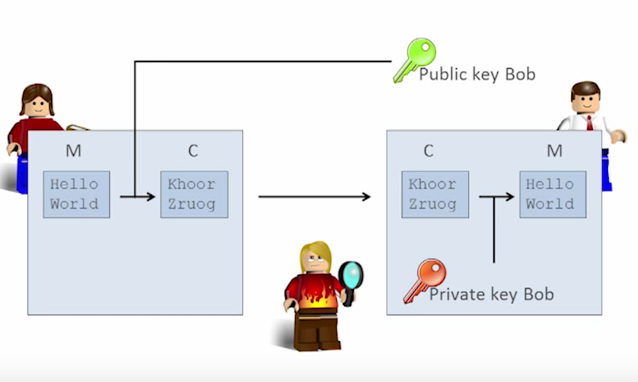 Public key Bob
M
C
Hello
World
Khoor
Zruog
C
M
Khoor
Zruog
Hello
World
Private key Bob